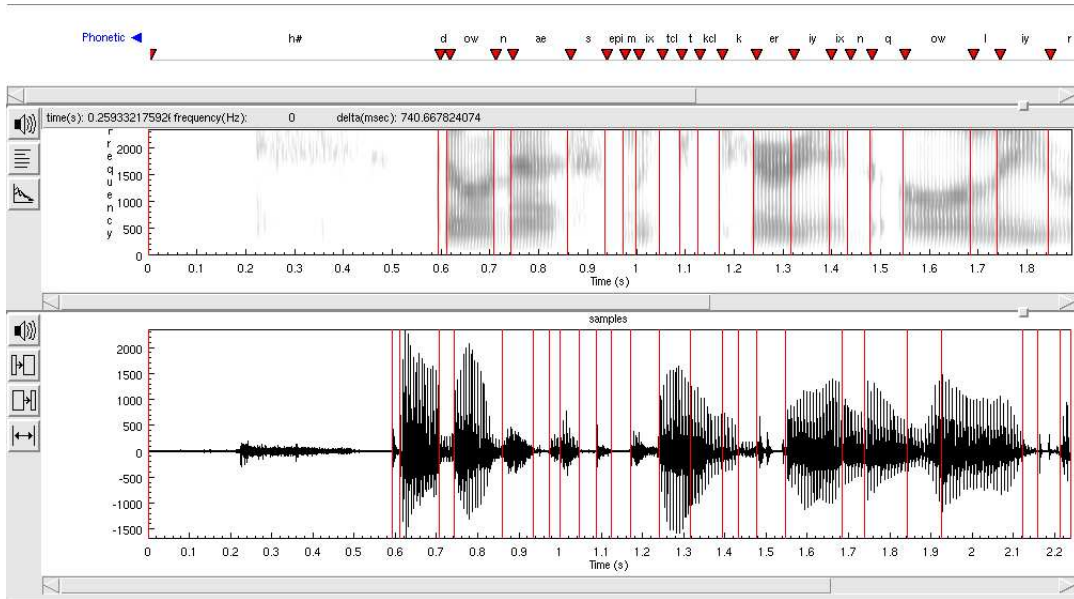 Phonetic h# d ow n ae s epi m ix tcl t kcl k er iy ix n q ow l iy r
time(s): 0.25933217592 frequency(Hz): 0 delta(msec): 740.667824074
frequency
2000
1500
1000
500
0
0 0.1 0.2 0.3 0.4 0.5 0.6 0.7 0.8 0.9 1 1.1 1.2 1.3 1.4 1.5 1.6 1.7 1.8
Time (s)
samples
2000
1500
1000
500
0
-500
-1000
-1500
0 0.1 0.2 0.3 0.4 0.5 0.6 0.7 0.8 0.9 1 1.1 1.2 1.3 1.4 1.5 1.6 1.7 1.8 1.9 2 2.1 2.2
Time (s)